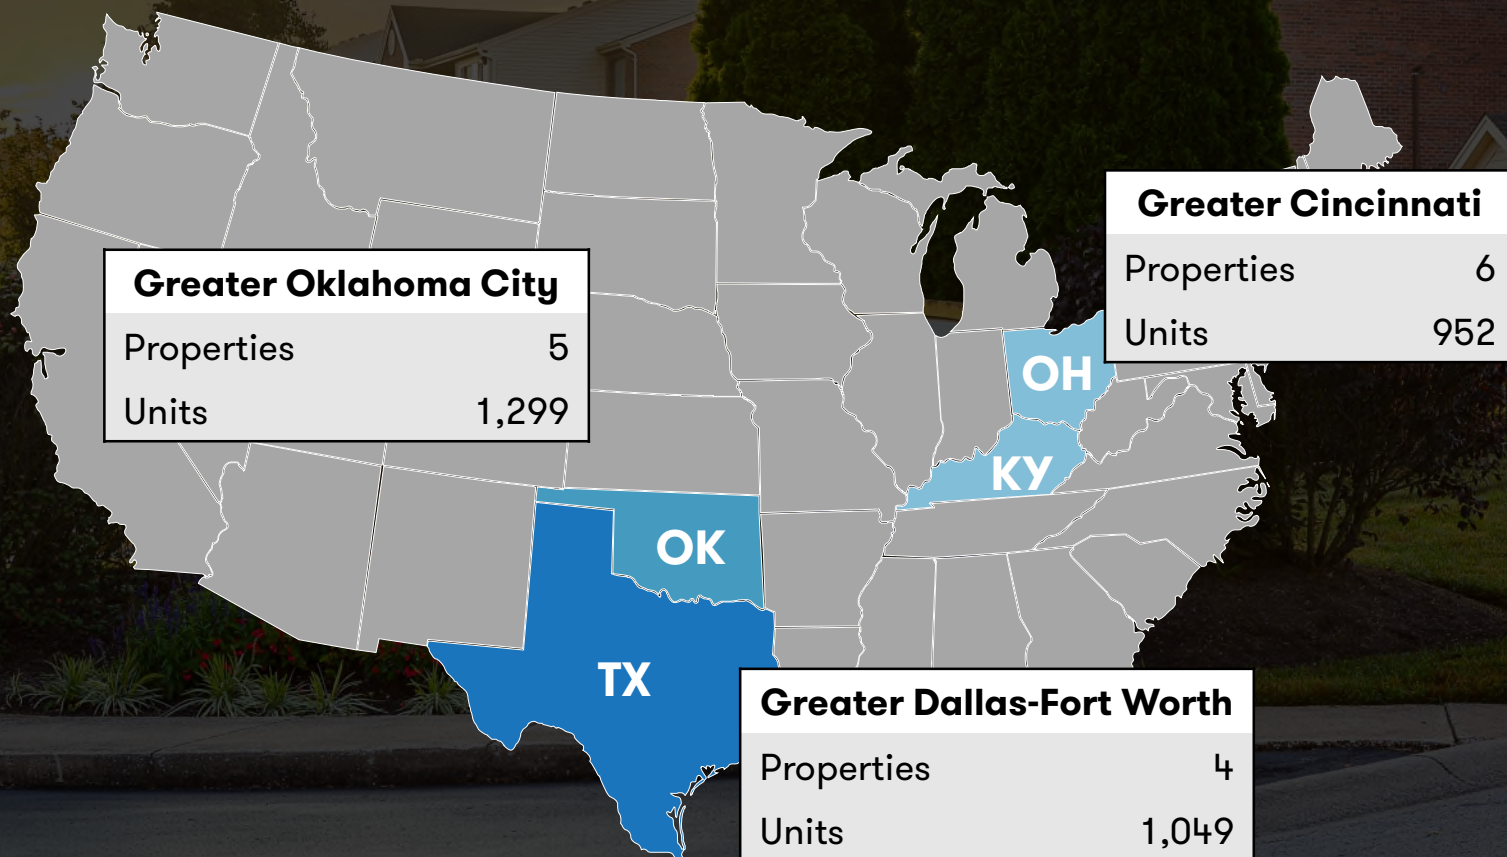 Greater Cincinnati
Properties 6
Units 952
Greater Oklahoma City
Properties 5
Units 1,299
OH
KY
OK
TX
Greater Dallas-Fort Worth
Properties 4
Units 1,049